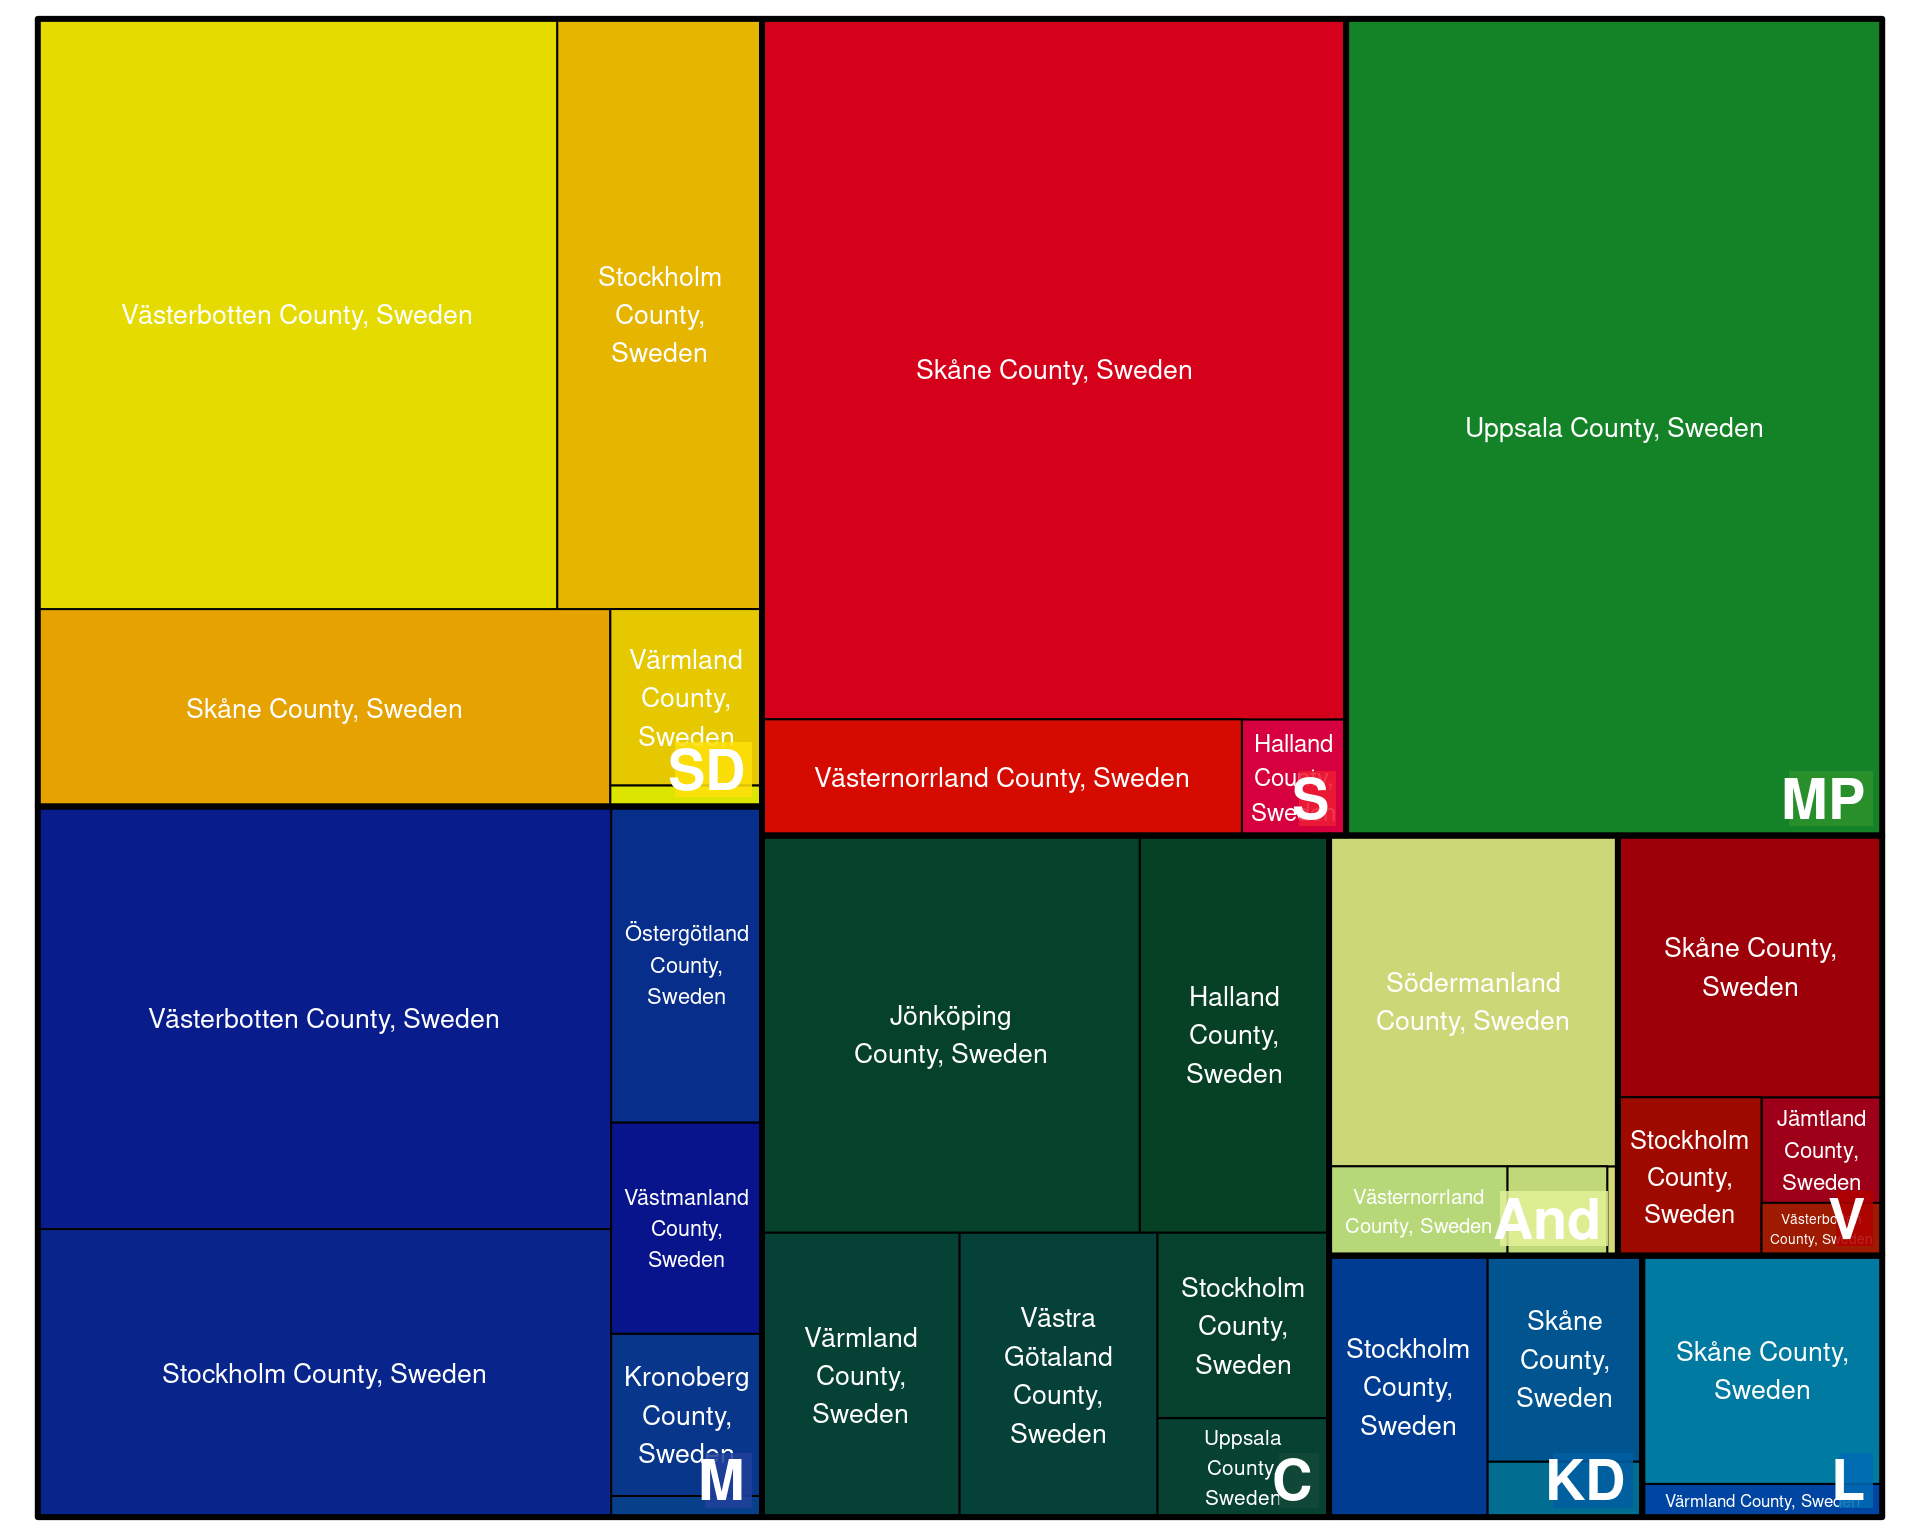 Västerbotten County, Sweden
Stockholm
County,
Sweden
Skåne County, Sweden
Värmland
County,
Sweden
SD
Skåne County, Sweden
Västernorrland County, Sweden
Halland
County,
Sweden
S
Uppsala County, Sweden
MP
Västerbotten County, Sweden
Östergötland
County,
Sweden
Västmanland
County,
Sweden
Stockholm County, Sweden
Kronoberg
County,
Sweden
M
Jönköping
County, Sweden
Halland
County,
Sweden
Värmland
County,
Sweden
Västra
Götaland
County,
Sweden
Stockholm
County,
Sweden
Uppsala
County,
Sweden
C
Södermanland
County, Sweden
Västernorrland
County, Sweden
And
Skåne County,
Sweden
Stockholm
County,
Sweden
Jämtland
County,
Sweden
Västerbotten
County, Sweden
V
Stockholm
County,
Sweden
Skåne
County,
Sweden
KD
Skåne County,
Sweden
Värmland County, Sweden
L